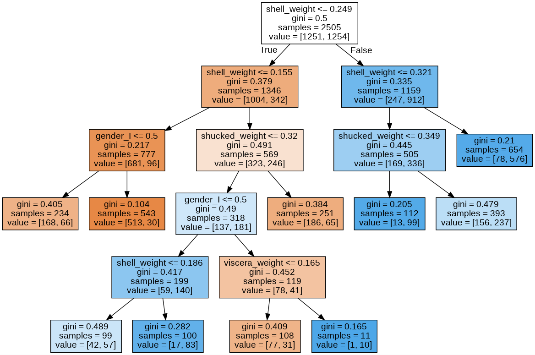 shell_weight <= 0.249
gini = 0.5
samples = 2505
value = [1251, 1254]
True
False
shell_weight <= 0.155
gini = 0.379
samples = 1346
value = [1004, 342]
shell_weight <= 0.321
gini = 0.335
samples = 1159
value = [247, 912]
gender_I <= 0.5
gini = 0.217
samples = 777
value = [681, 96]
shucked_weight <= 0.32
gini = 0.491
samples = 569
value = [323, 246]
shucked_weight <= 0.349
gini = 0.445
samples = 505
value = [169, 336]
gini = 0.21
samples = 654
value = [78, 576]
gini = 0.405
samples = 234
value = [168, 66]
gini = 0.104
samples = 543
value = [513, 30]
gender_I <= 0.5
gini = 0.49
samples = 318
value = [137, 181]
gini = 0.384
samples = 251
value = [186, 65]
gini = 0.205
samples = 112
value = [13, 99]
gini = 0.479
samples = 393
value = [156, 237]
shell_weight <= 0.186
gini = 0.417
samples = 199
value = [59, 140]
viscera_weight <= 0.165
gini = 0.452
samples = 119
value = [78, 41]
gini = 0.489
samples = 99
value = [42, 57]
gini = 0.282
samples = 100
value = [17, 83]
gini = 0.409
samples = 108
value = [77, 31]
gini = 0.165
samples = 11
value = [1, 10]